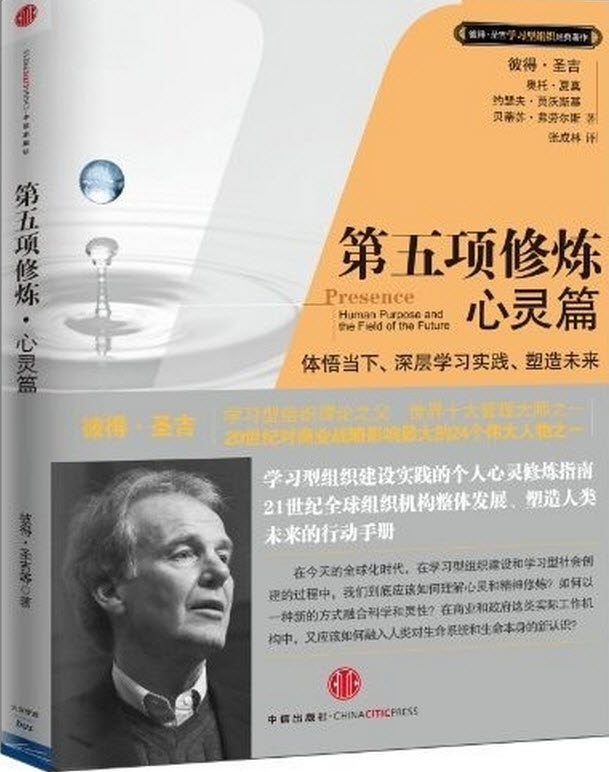 彼得·圣吉学习型组织经典著作
彼得·圣吉
奥托·夏莫
约瑟夫·贾沃斯基
贝蒂苏·弗劳尔斯 著
张成林 译
第五项修炼
Presence
Human Purpose and
the Field of the Future
心灵篇
体悟当下、深层学习实践、塑造未来
彼得·圣吉
学习型组织理论之父 世界十大管理大师之一
20世纪对商业战略影响最大的24个伟大人物之一
学习型组织建设实践的个人心灵修炼指南
21世纪全球组织机构整体发展、塑造人类
未来的行动手册
在今天的全球化时代，在学习型组织建设和学习型社会创
建的过程中，我们到底应该如何理解心灵和精神修炼？如何以
一种新的方式融合科学和灵性？在商业和政府这类实际工作机
构中，又应该如何融入人类对生命系统和生命本身的新认识？
中信出版社·CHINACITICPRESS
第五项修炼·心灵篇
彼得·圣吉等 著